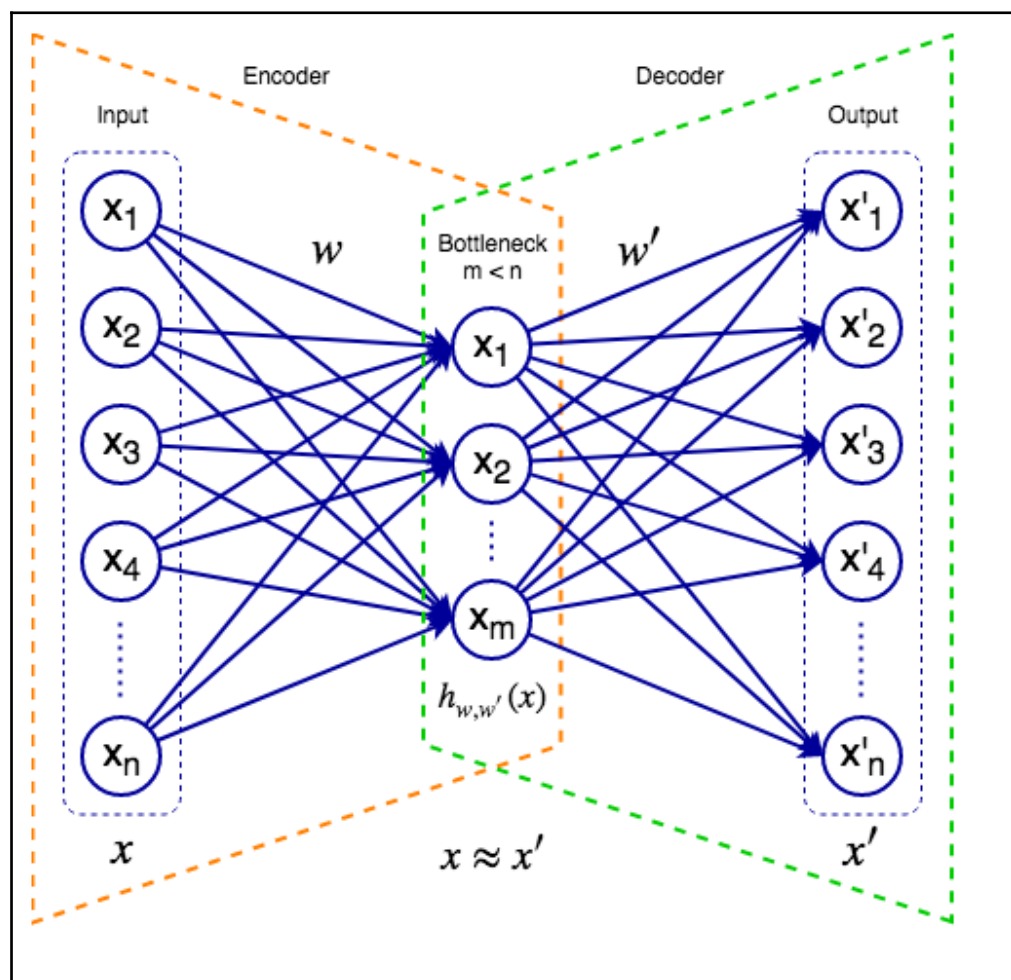 Encoder
Decoder
Input
Output
x1
x2
x3
x4
xn
x
w
Bottleneck
m < n
x1
x2
xm
hw,w′(x)
x ≈ x′
w′
x'1
x'2
x'3
x'4
x'n
x′